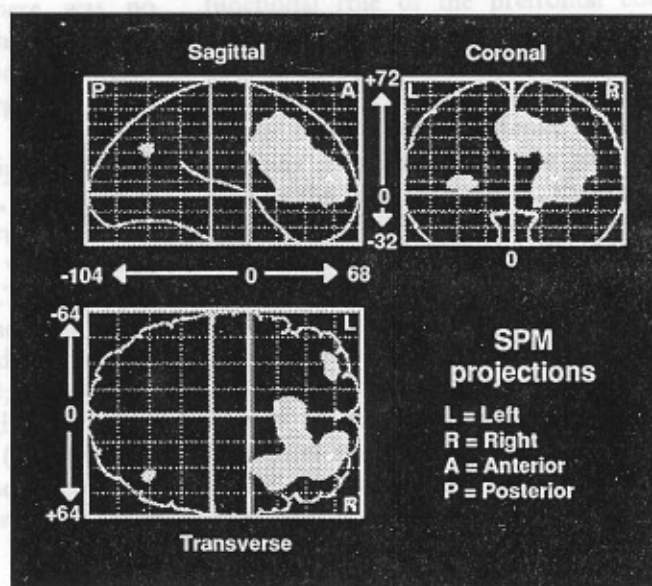 Sagittal
Coronal
P
A
+72
L
R
0
-32
-104
0
68
0
-64
L
0
SPM
projections
L = Left
R = Right
A = Anterior
P = Posterior
+64
R
Transverse